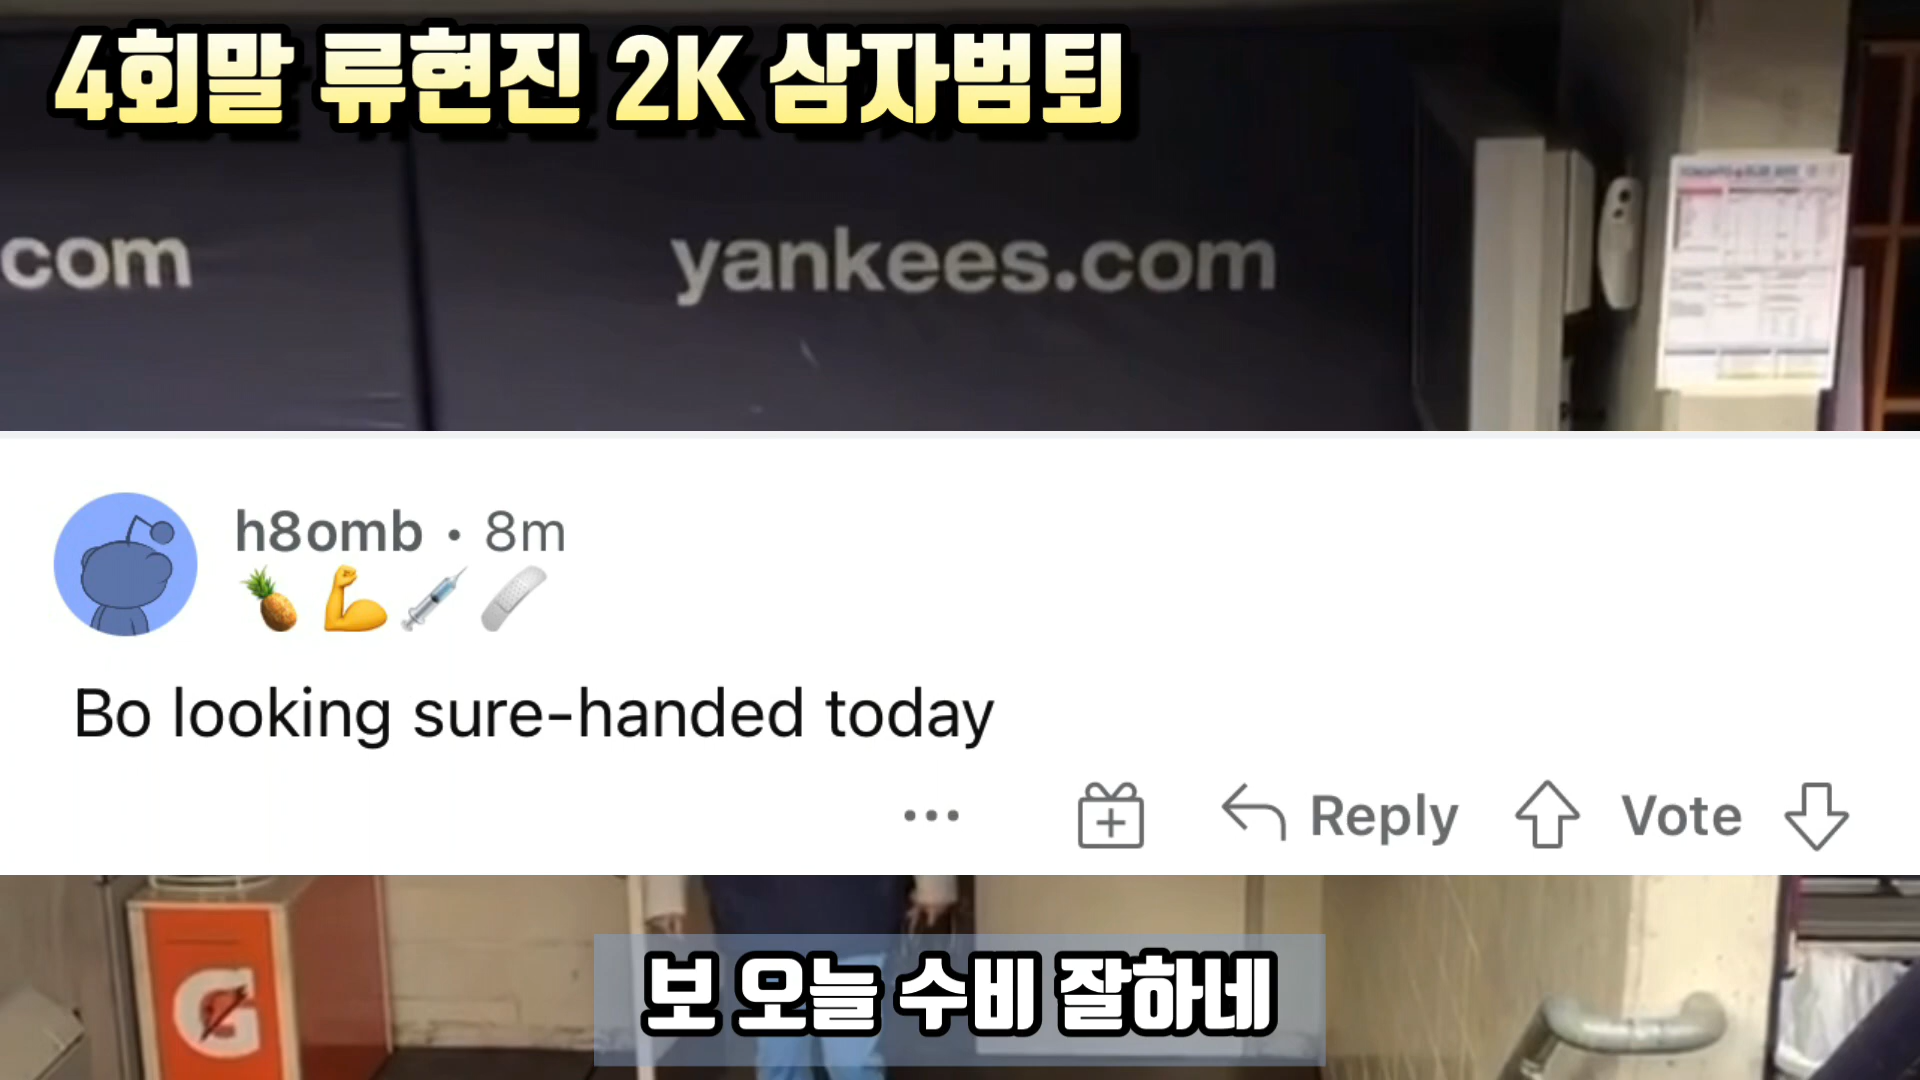 4회말 류현진 2K 삼자범퇴
com
yankees.com
h8omb • 8m
🍍 💪 💉 🩹
Bo looking sure-handed today
... Reply Vote
G
보 오늘 수비 잘하네